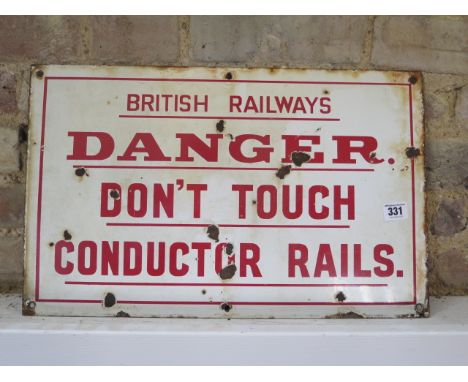 BRITISH RAILWAYS
DANGER.
DON'T TOUCH
331
CONDUCTOR RAILS.